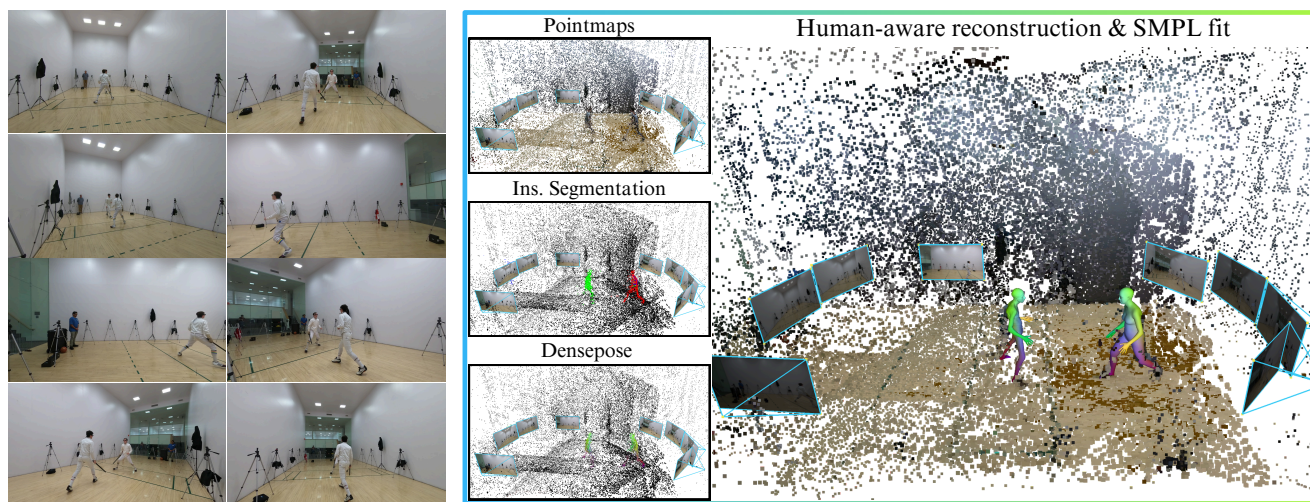 Pointmaps
Human-aware reconstruction & SMPL fit
Ins. Segmentation
Densepose